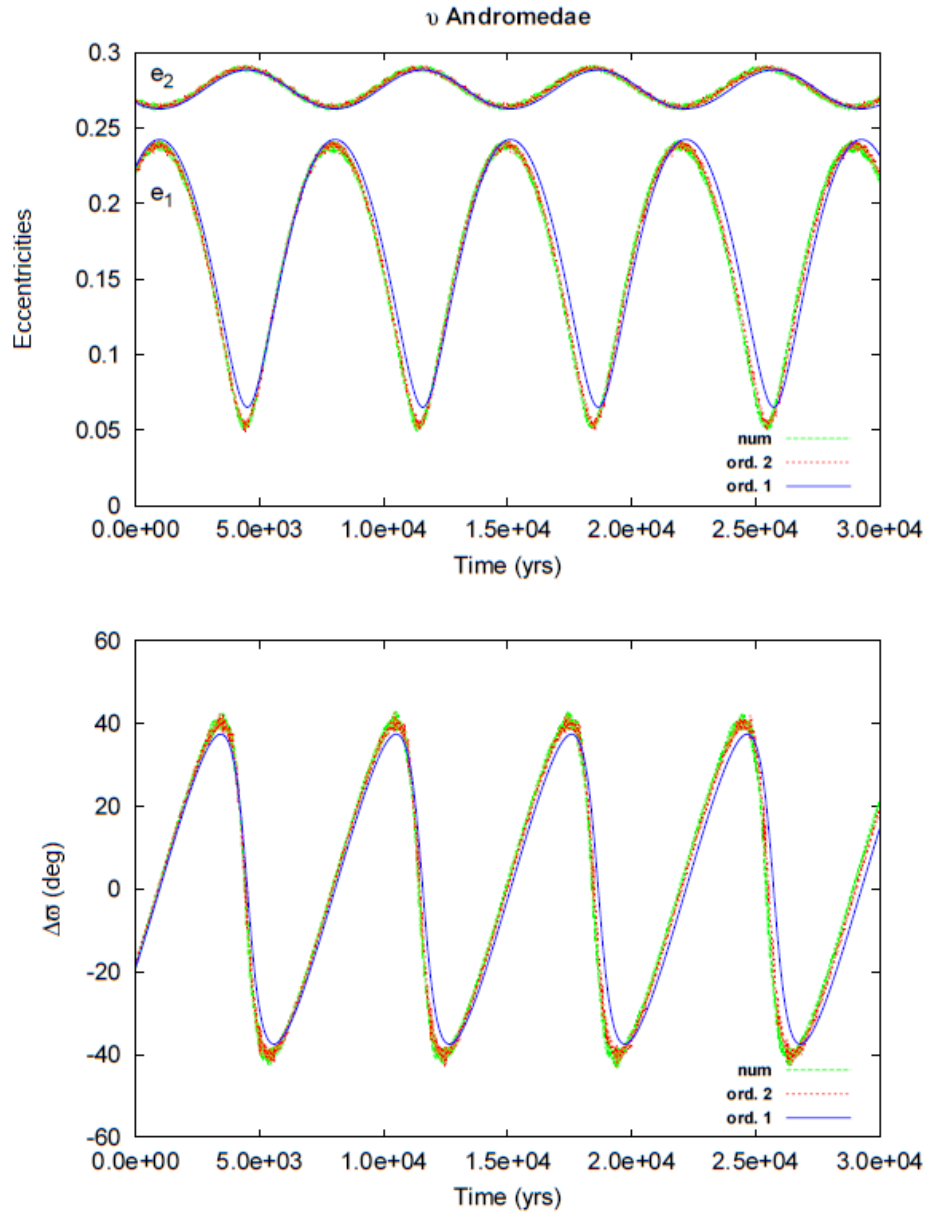 υ Andromedae
0.3
0.25
0.2
0.15
0.1
0.05
0
Eccentricities
e2
e1
num
ord. 2
ord. 1
0.0e+00 5.0e+03 1.0e+04 1.5e+04 2.0e+04 2.5e+04 3.0e+04
Time (yrs)
60
40
20
0
-20
-40
-60
Δϖ (deg)
num
ord. 2
ord. 1
0.0e+00 5.0e+03 1.0e+04 1.5e+04 2.0e+04 2.5e+04 3.0e+04
Time (yrs)